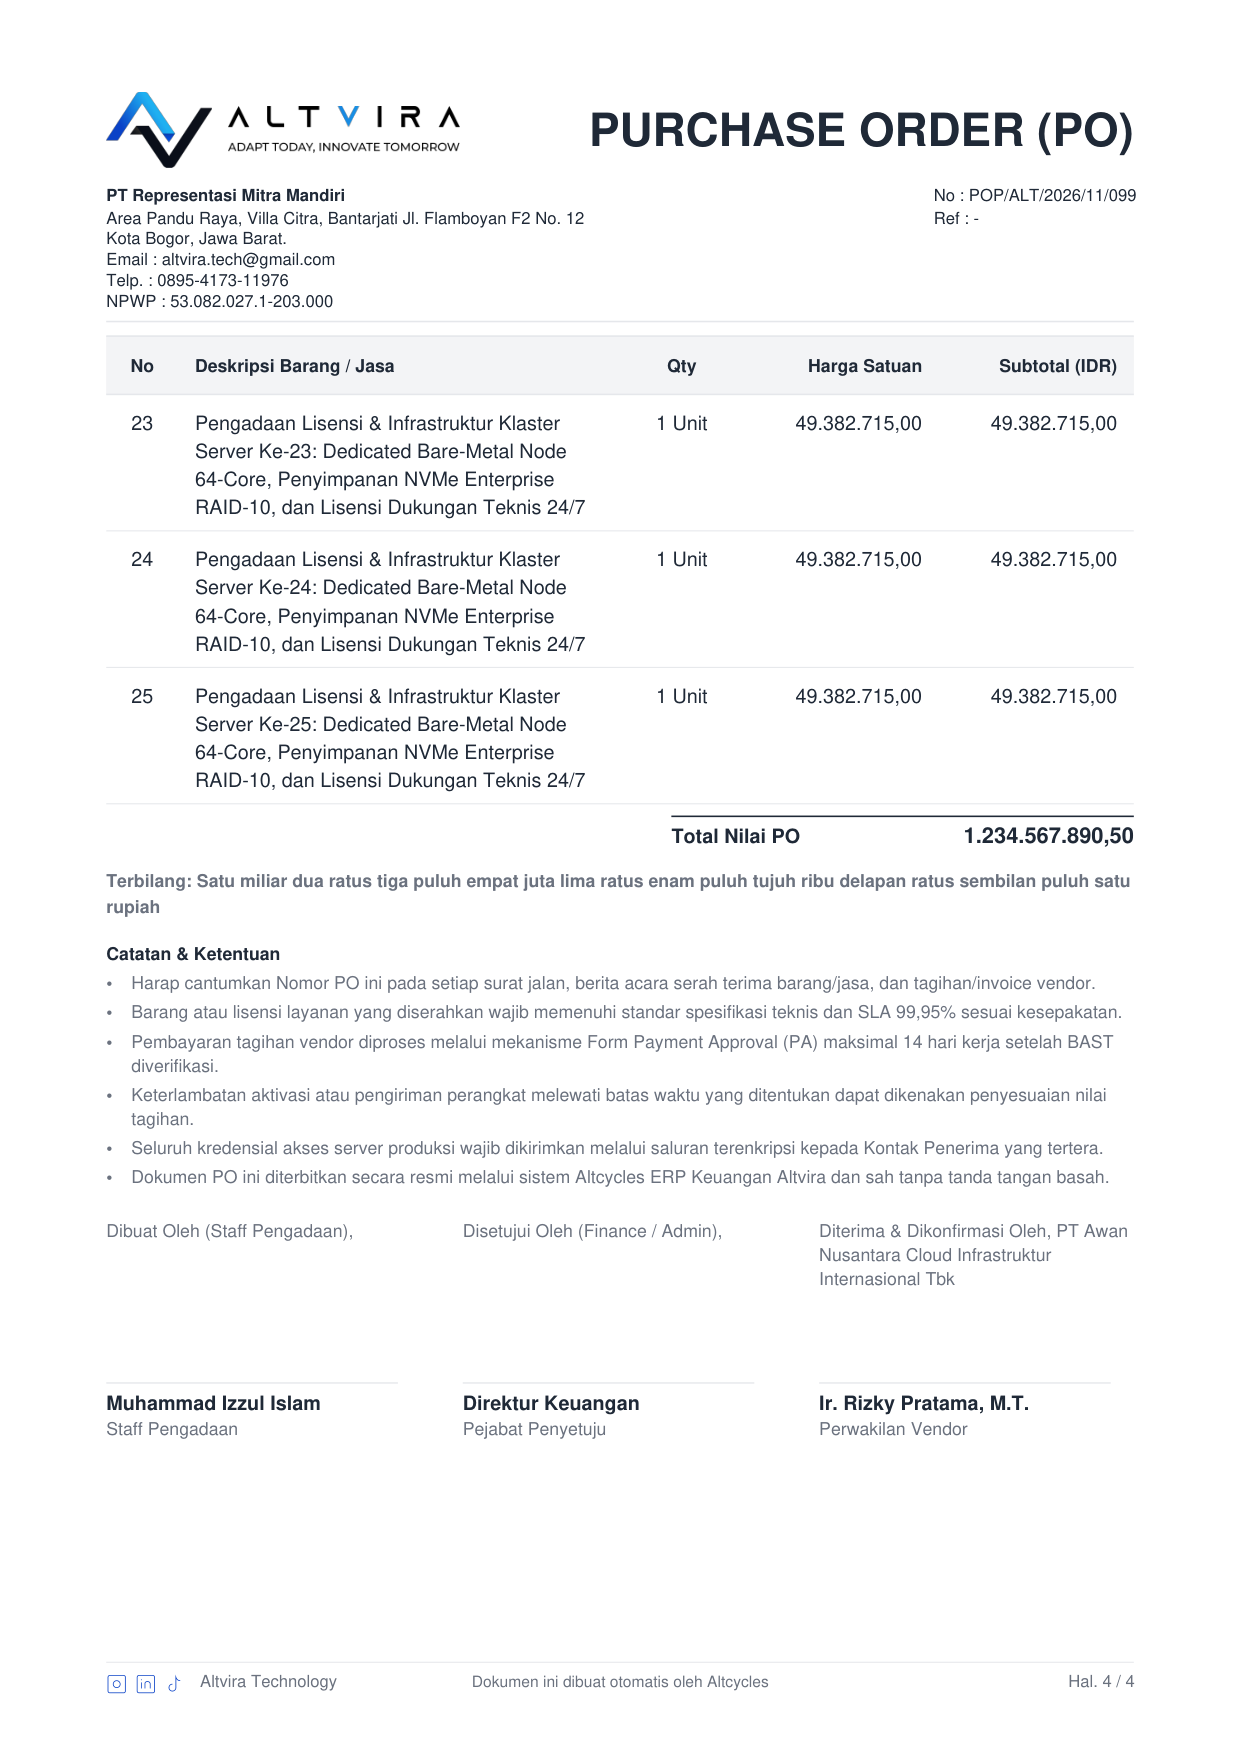 ALTVIRA
ADAPT TODAY, INNOVATE TOMORROW
PURCHASE ORDER (PO)
PT Representasi Mitra Mandiri
Area Pandu Raya, Villa Citra, Bantarjati Jl. Flamboyan F2 No. 12
Kota Bogor, Jawa Barat.
Email : altvira.tech@gmail.com
Telp. : 0895-4173-11976
NPWP : 53.082.027.1-203.000
No : POP/ALT/2026/11/099
Ref : -
No Deskripsi Barang / Jasa Qty Harga Satuan Subtotal (IDR)
23 Pengadaan Lisensi & Infrastruktur Klaster 1 Unit 49.382.715,00 49.382.715,00
Server Ke-23: Dedicated Bare-Metal Node
64-Core, Penyimpanan NVMe Enterprise
RAID-10, dan Lisensi Dukungan Teknis 24/7
24 Pengadaan Lisensi & Infrastruktur Klaster 1 Unit 49.382.715,00 49.382.715,00
Server Ke-24: Dedicated Bare-Metal Node
64-Core, Penyimpanan NVMe Enterprise
RAID-10, dan Lisensi Dukungan Teknis 24/7
25 Pengadaan Lisensi & Infrastruktur Klaster 1 Unit 49.382.715,00 49.382.715,00
Server Ke-25: Dedicated Bare-Metal Node
64-Core, Penyimpanan NVMe Enterprise
RAID-10, dan Lisensi Dukungan Teknis 24/7
Total Nilai PO 1.234.567.890,50
Terbilang: Satu miliar dua ratus tiga puluh empat juta lima ratus enam puluh tujuh ribu delapan ratus sembilan puluh satu
rupiah
Catatan & Ketentuan
• Harap cantumkan Nomor PO ini pada setiap surat jalan, berita acara serah terima barang/jasa, dan tagihan/invoice vendor.
• Barang atau lisensi layanan yang diserahkan wajib memenuhi standar spesifikasi teknis dan SLA 99,95% sesuai kesepakatan.
• Pembayaran tagihan vendor diproses melalui mekanisme Form Payment Approval (PA) maksimal 14 hari kerja setelah BAST
diverifikasi.
• Keterlambatan aktivasi atau pengiriman perangkat melewati batas waktu yang ditentukan dapat dikenakan penyesuaian nilai
tagihan.
• Seluruh kredensial akses server produksi wajib dikirimkan melalui saluran terenkripsi kepada Kontak Penerima yang tertera.
• Dokumen PO ini diterbitkan secara resmi melalui sistem Altcycles ERP Keuangan Altvira dan sah tanpa tanda tangan basah.
Dibuat Oleh (Staff Pengadaan),
Disetujui Oleh (Finance / Admin),
Diterima & Dikonfirmasi Oleh, PT Awan
Nusantara Cloud Infrastruktur
Internasional Tbk
Muhammad Izzul Islam
Staff Pengadaan
Direktur Keuangan
Pejabat Penyetuju
Ir. Rizky Pratama, M.T.
Perwakilan Vendor
Altvira Technology
Dokumen ini dibuat otomatis oleh Altcycles
Hal. 4 / 4